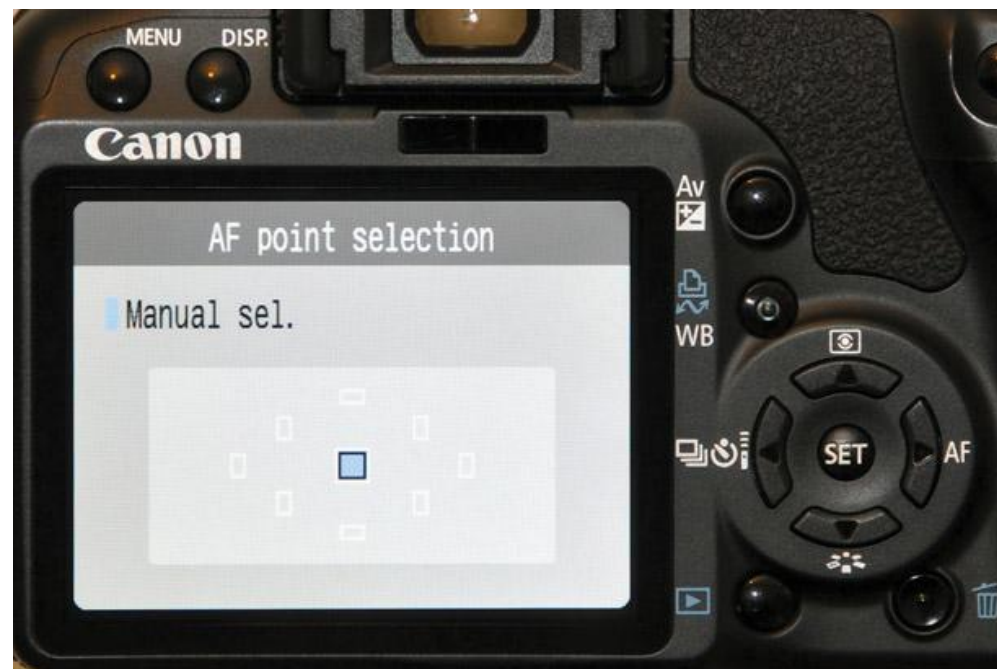 MENU DISP.
Canon
AF point selection
Manual sel.
Av
WB
SET
AF